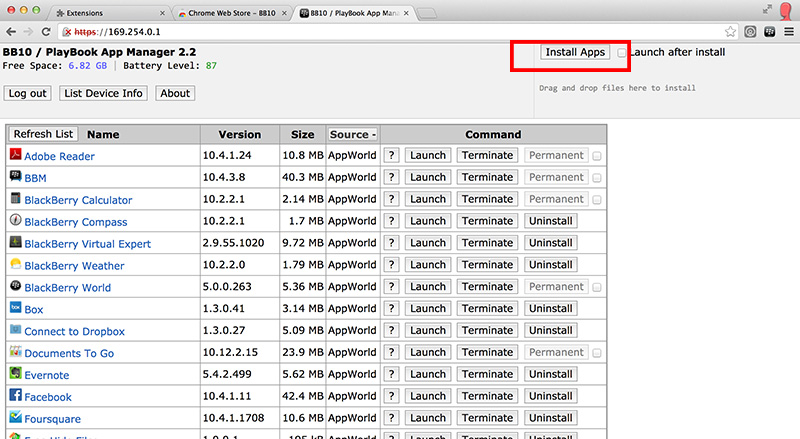 Extensions
Chrome Web Store - BB10
BB10 / PlayBook App Mana
https://169.254.0.1
BB10 / PlayBook App Manager 2.2
Free Space: 6.82 GB | Battery Level: 87
Install Apps Launch after install
Drag and drop files here to install
Log out List Device Info About
Refresh List Name Version Size Source - Command
Adobe Reader 10.4.1.24 10.8 MB AppWorld ? Launch Terminate Permanent
BBM 10.4.3.8 40.3 MB AppWorld ? Launch Terminate Permanent
BlackBerry Calculator 10.2.2.1 2.14 MB AppWorld ? Launch Terminate Permanent
BlackBerry Compass 10.2.2.1 1.7 MB AppWorld ? Launch Terminate Uninstall
BlackBerry Virtual Expert 2.9.55.1020 9.72 MB AppWorld ? Launch Terminate Uninstall
BlackBerry Weather 10.2.2.0 1.79 MB AppWorld ? Launch Terminate Uninstall
BlackBerry World 5.0.0.263 5.36 MB AppWorld ? Launch Terminate Permanent
Box 1.3.0.41 3.14 MB AppWorld ? Launch Terminate Uninstall
Connect to Dropbox 1.3.0.27 5.09 MB AppWorld ? Launch Terminate Uninstall
Documents To Go 10.12.2.15 23.9 MB AppWorld ? Launch Terminate Permanent
Evernote 5.4.2.499 5.62 MB AppWorld ? Launch Terminate Uninstall
Facebook 10.4.1.11 42.4 MB AppWorld ? Launch Terminate Uninstall
Foursquare 10.4.1.1708 10.6 MB AppWorld ? Launch Terminate Uninstall